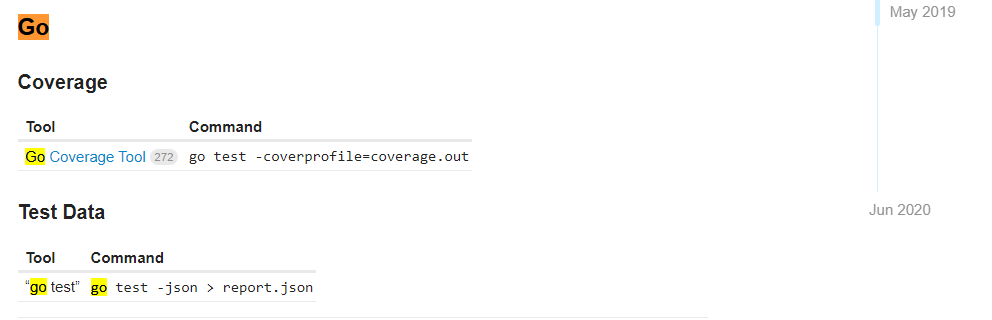 Go
May 2019
Coverage
Tool Command
Go Coverage Tool 272 go test -coverprofile=coverage.out
Test Data
Jun 2020
Tool Command
“go test” go test -json > report.json